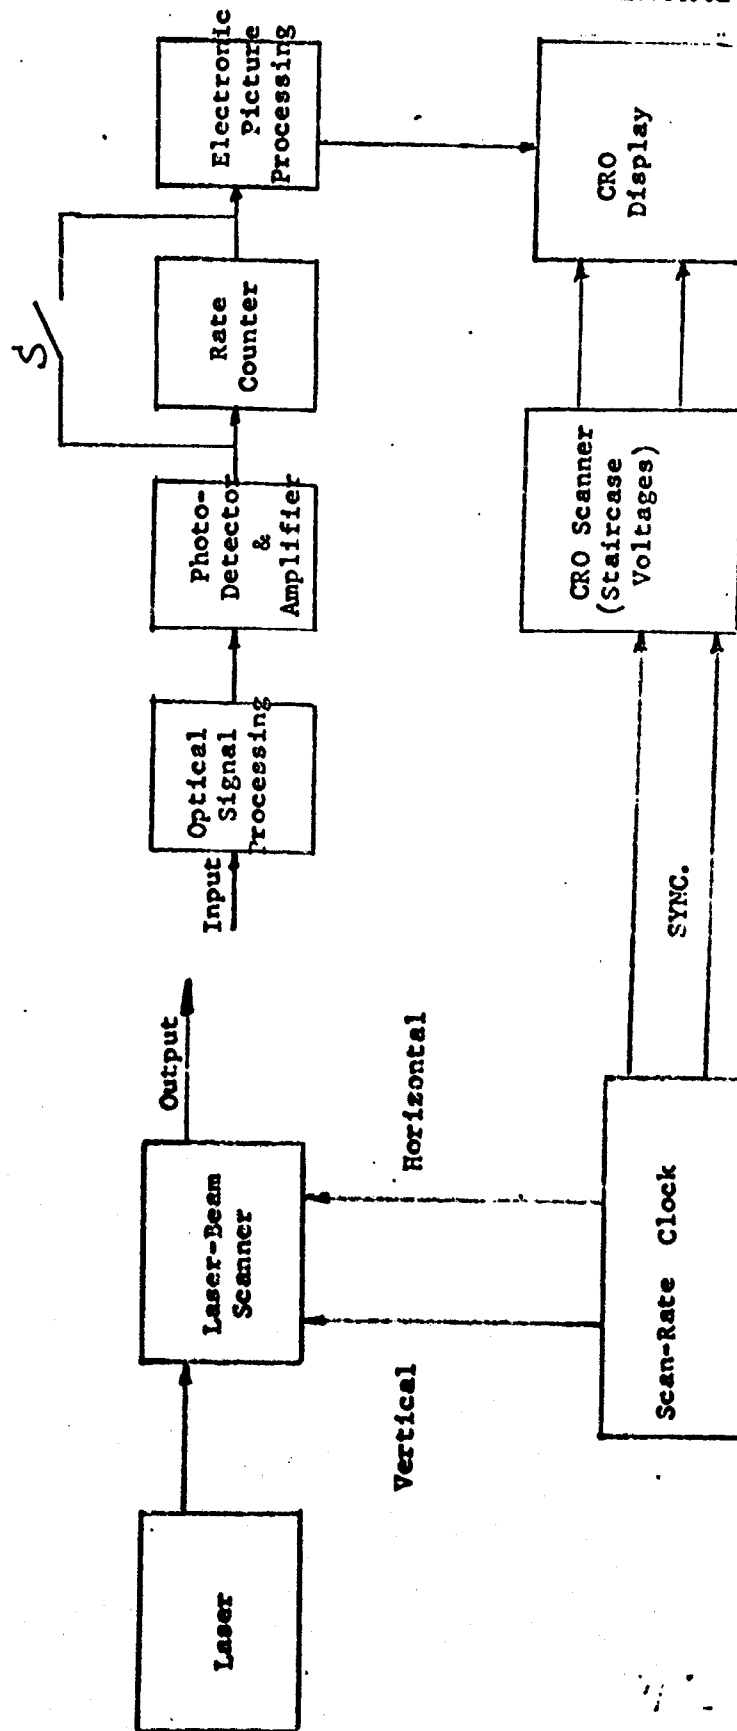 Laser
Laser-Beam
Scanner
Output
Vertical
Horizontal
Scan-Rate Clock
SYNC.
Input
Optical
Signal
Processing
Photo-
Detector
&
Amplifier
S
Rate
Counter
Electronic
Picture
Processing
CRO Scanner
(Staircase
Voltages)
CRO
Display